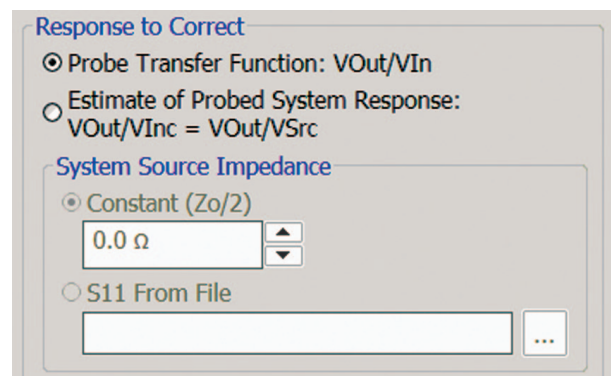 Response to Correct
Probe Transfer Function: VOut/VIn
Estimate of Probed System Response:
VOut/VInc = VOut/VSrc
System Source Impedance
Constant (Zo/2)
0.0 Ω
S11 From File
...